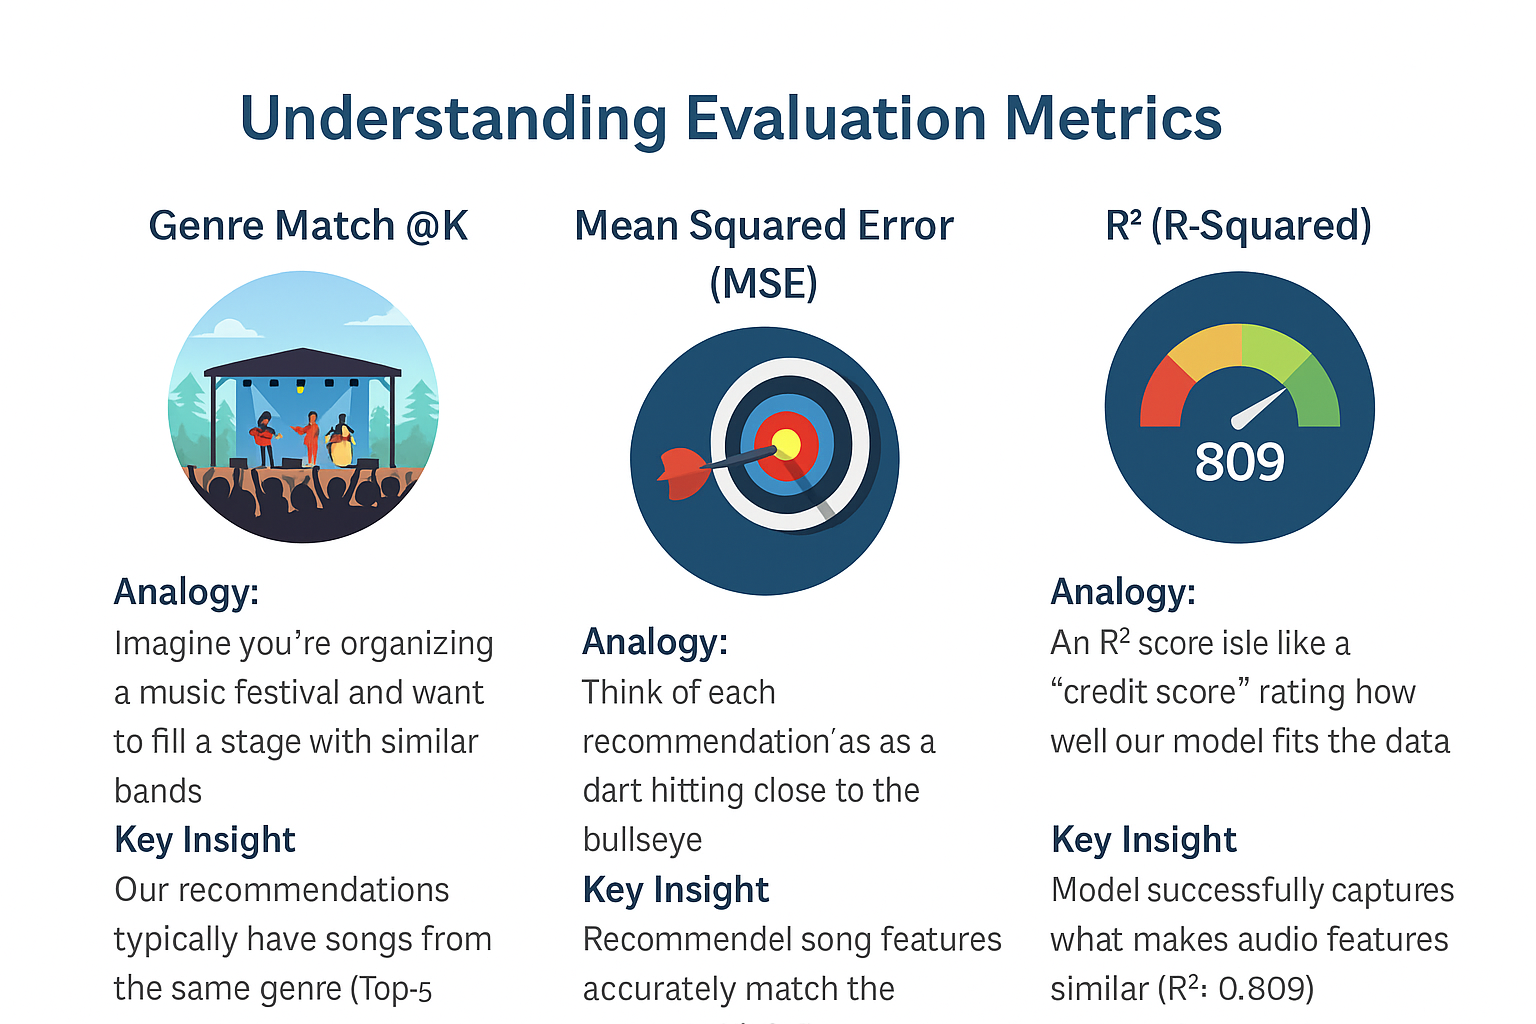 Understanding Evaluation Metrics
Genre Match @K
Analogy:
Imagine you’re organizing
a music festival and want
to fill a stage with similar
bands
Key Insight
Our recommendations
typically have songs from
the same genre (Top-5
Mean Squared Error
(MSE)
Analogy:
Think of each
recommendation′as as a
dart hitting close to the
bullseye
Key Insight
Recommendel song features
accurately match the
R² (R-Squared)
809
Analogy:
An R² score isle like a
“credit score” rating how
well our model fits the data
Key Insight
Model successfully captures
what makes audio features
similar (R²: 0.809)